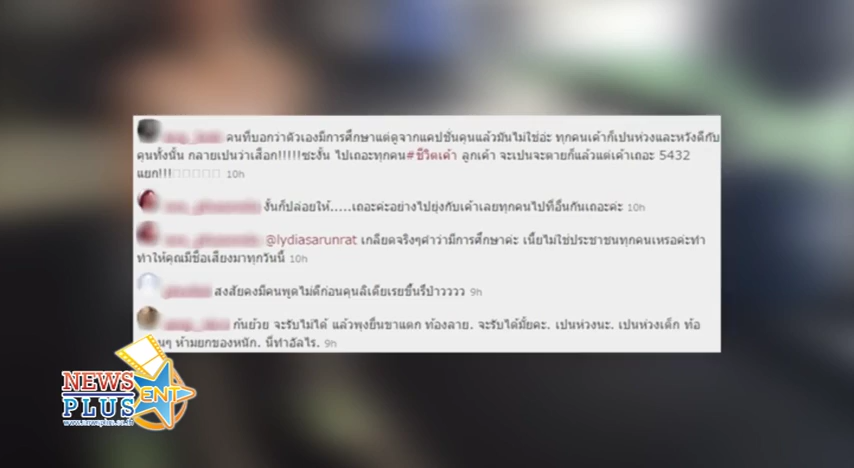 คนที่บอกว่าตัวเองมีการศึกษาแต่ดูจากแคปชั่นคุนแล้วมันไม่ใช่อ่ะ ทุกคนเค้าก็เปนห่วงและหวังดีกับ
คุนทั้งนั้น กลายเปนว่าเสือก!!!!!ซะงั้น ไปเถอะทุกคน#ชีวิตเค้า ลูกเค้า จะเปนจะตายก็แล้วแต่เค้าเถอะ 5432
แยก!!! 10h
งั้นก็ปล่อยให้.....เถอะค่ะอย่างไปยุ่งกับเค้าเลยทุกคนไปที่อื่นกันเถอะค่ะ 10h
@lydiasarunrat เกลียดจริงๆคำว่ามีการศึกษาค่ะ เนี้ยไม่ใช่ประชาชนทุกคนเหรอค่ะทำ
ทำให้คุณมีชื่อเสียงมาทุกวันนี้ 10h
สงสัยคงมีคนพูดไม่ดีก่อนคุนลิเดียเรยขึ้นรึป่าวววว 9h
ก้นย้วย จะรับไม่ได้ แล้วพุงยื่นขาแตก ท้องลาย. จะรับได้มั้ยคะ. เปนห่วงนะ. เปนห่วงเด็ก ท้อ
นๆ ห้ามยกของหนัก. นี่ทำอัลไร. 9h
NEWS
PLUS ENT
www.newsplus.co.th